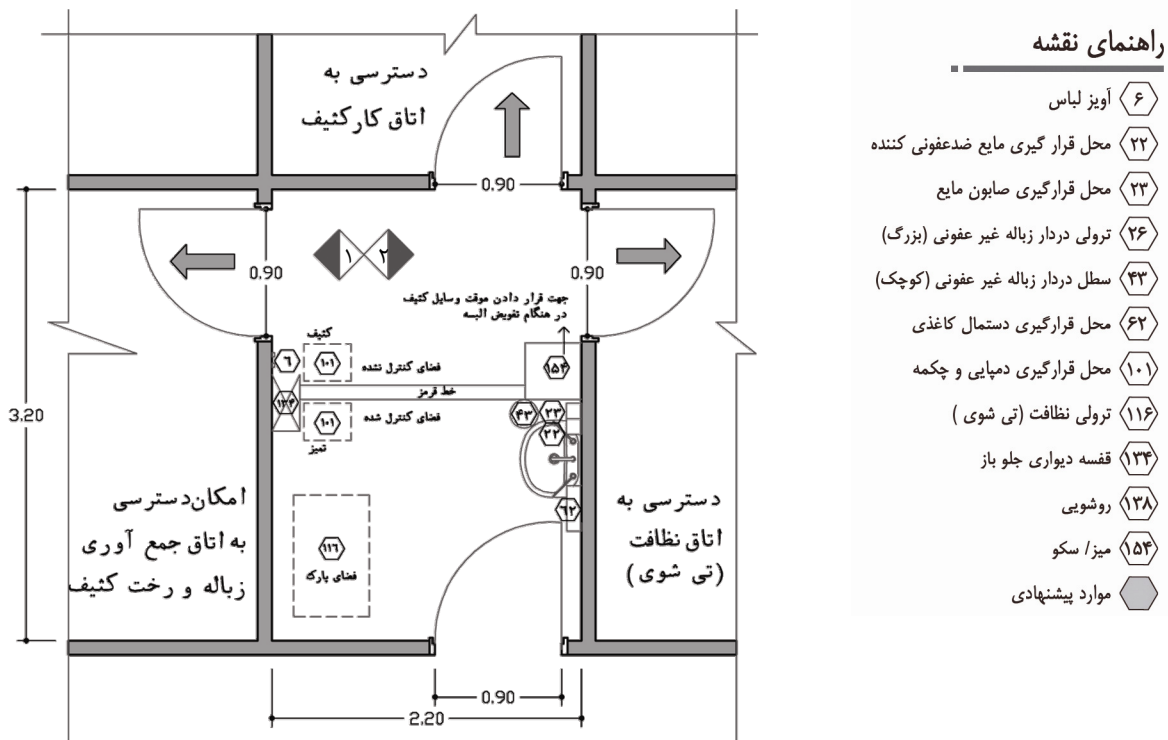 راهنمای نقشه
۶ آویز لباس
۲۲ محل قرار گیری مایع ضدعفونی کننده
۲۳ محل قرارگیری صابون مایع
۲۶ ترولی دردار زباله غیر عفونی (بزرگ)
۴۳ سطل دردار زباله غیر عفونی (کوچک)
۶۲ محل قرارگیری دستمال کاغذی
۱۰۱ محل قرارگیری دمپایی و چکمه
۱۱۶ ترولی نظافت (تی شوی )
۱۳۴ قفسه دیواری جلو باز
۱۳۸ روشویی
۱۵۴ میز/ سکو
موارد پیشنهادی
دسترسی به
اتاق کارکثیف
0.90
0.90
0.90
۱
۲
جهت قرار دادن موقت وسایل کثیف
در هنگام تعویض البسه
کثیف
۶
۱۰۱
فضای کنترل نشده
۱۵۴
خط قرمز
۱۳۴
۱۰۱
فضای کنترل شده
تمیز
۴۳
۲۳
۲۲
۶۲
3.20
امکان‌دسترسی
به اتاق جمع آوری
زباله و رخت کثیف
۱۱۶
فضای پارک
دسترسی به
اتاق نظافت
(تی شوی)
0.90
2.20